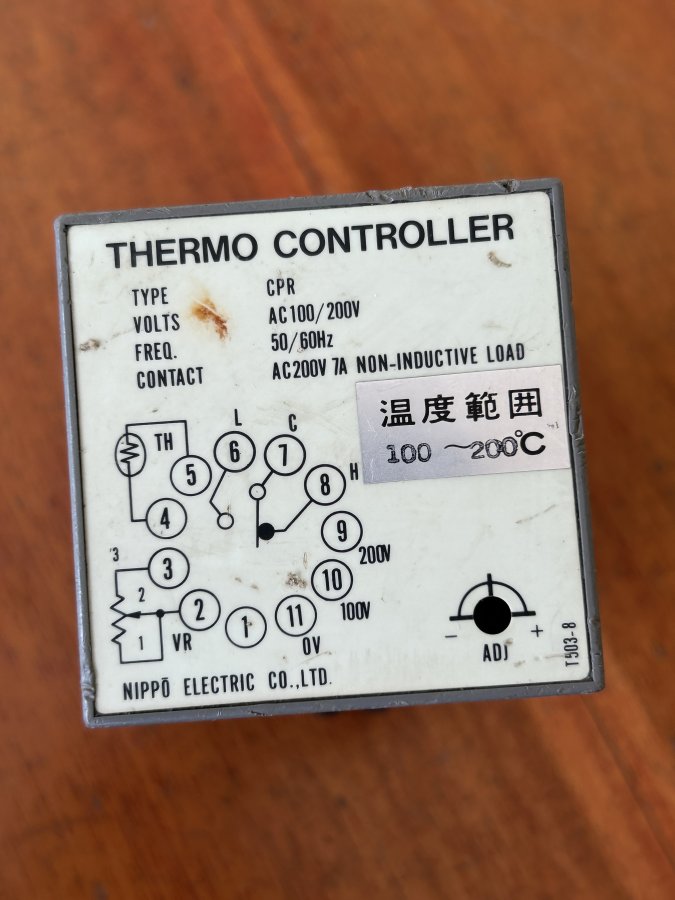 THERMO CONTROLLER
TYPE CPR
VOLTS AC100/200V
FREQ. 50/60Hz
CONTACT AC200V 7A NON-INDUCTIVE LOAD
温度範囲
100 ～200℃
L C
TH 5 6 7 8 H
4 9
200V
3 3 10
2 2 1 11 100V
1 VR 0V
- +
ADJ
T503-8
NIPPŌ ELECTRIC CO.,LTD.